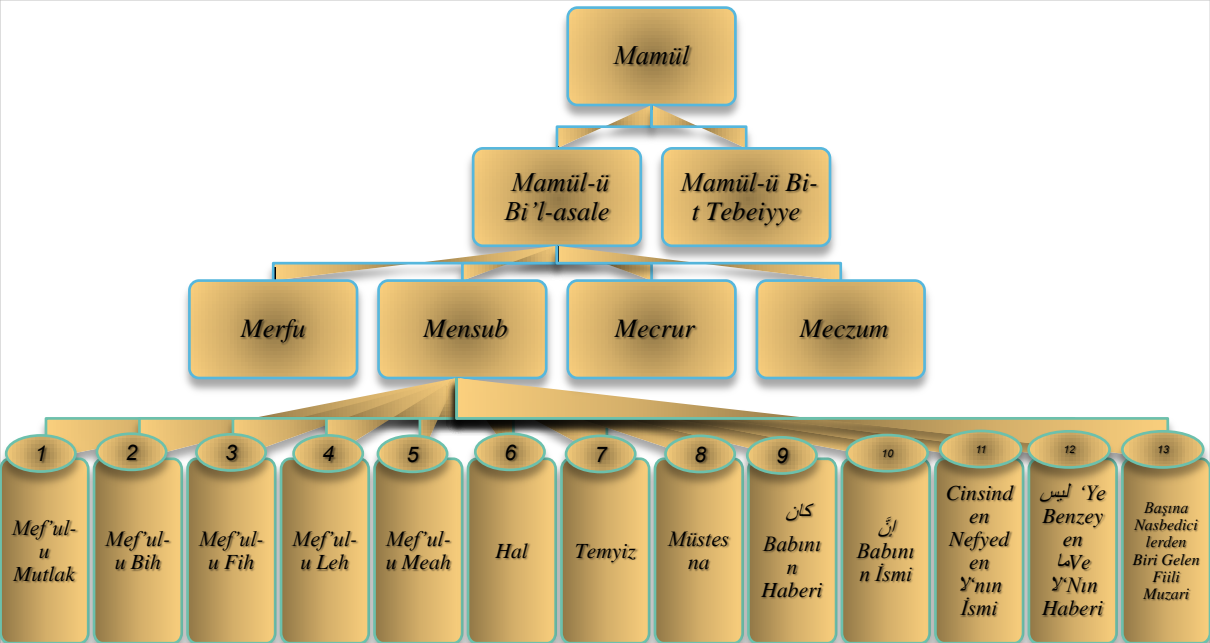 Mamül
Mamül-ü
Bi’l-asale
Mamül-ü Bi-
t Tebeiyye
Merfu
Mensub
Mecrur
Meczum
1
Mef’ul-
u
Mutlak
2
Mef’ul-
u Bih
3
Mef’ul-
u Fih
4
Mef’ul-
u Leh
5
Mef’ul-
u Meah
6
Hal
7
Temyiz
8
Müstes
na
9
كان
Babını
n
Haberi
10
إنَّ
Babını
n İsmi
11
Cinsind
en
Nefyed
en
لا‘nın
İsmi
12
ليس ‘Ye
Benzey
en
ماVe
لا‘Nın
Haberi
13
Başına
Nasbedici
lerden
Biri Gelen
Fiili
Muzari